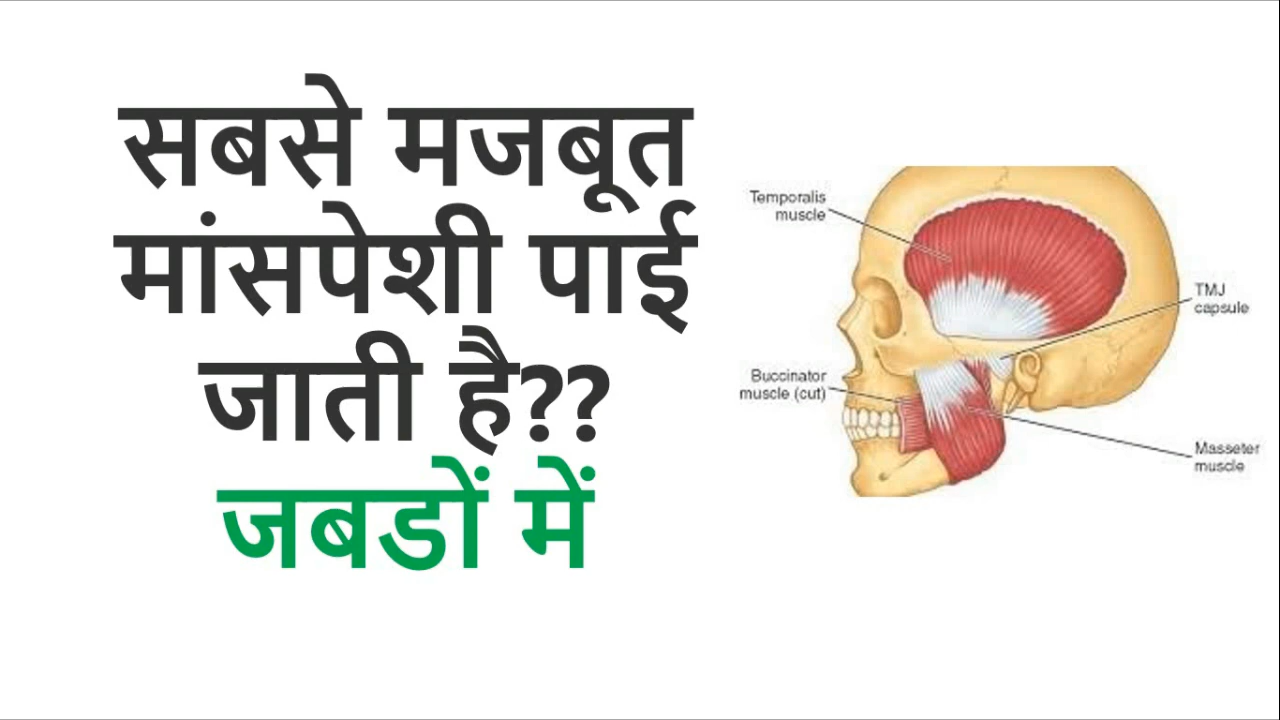 सबसे मजबूत
मांसपेशी पाई
जाती है??
जबडों में
Temporalis
muscle
TMJ
capsule
Buccinator
muscle (cut)
Masseter
muscle